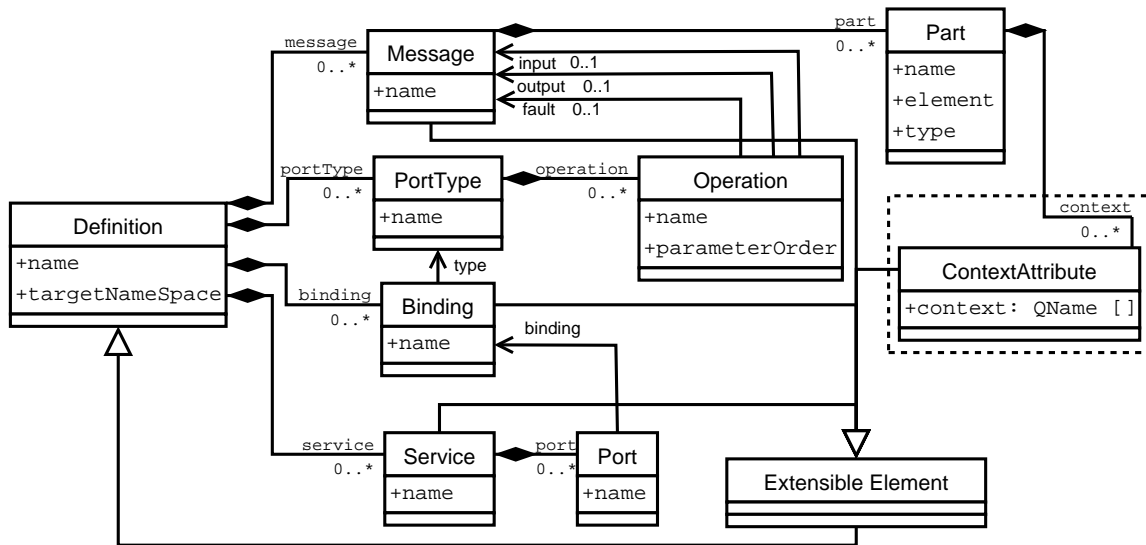 message
0..*
Message
+name
input 0..1
output 0..1
fault 0..1
part
0..*
Part
+name
+element
+type
portType
0..*
PortType
+name
operation
0..*
Operation
+name
+parameterOrder
Definition
+name
+targetNameSpace
context
0..*
ContextAttribute
+context: QName []
type
binding
0..*
Binding
+name
binding
service
0..*
Service
+name
port
0..*
Port
+name
Extensible Element